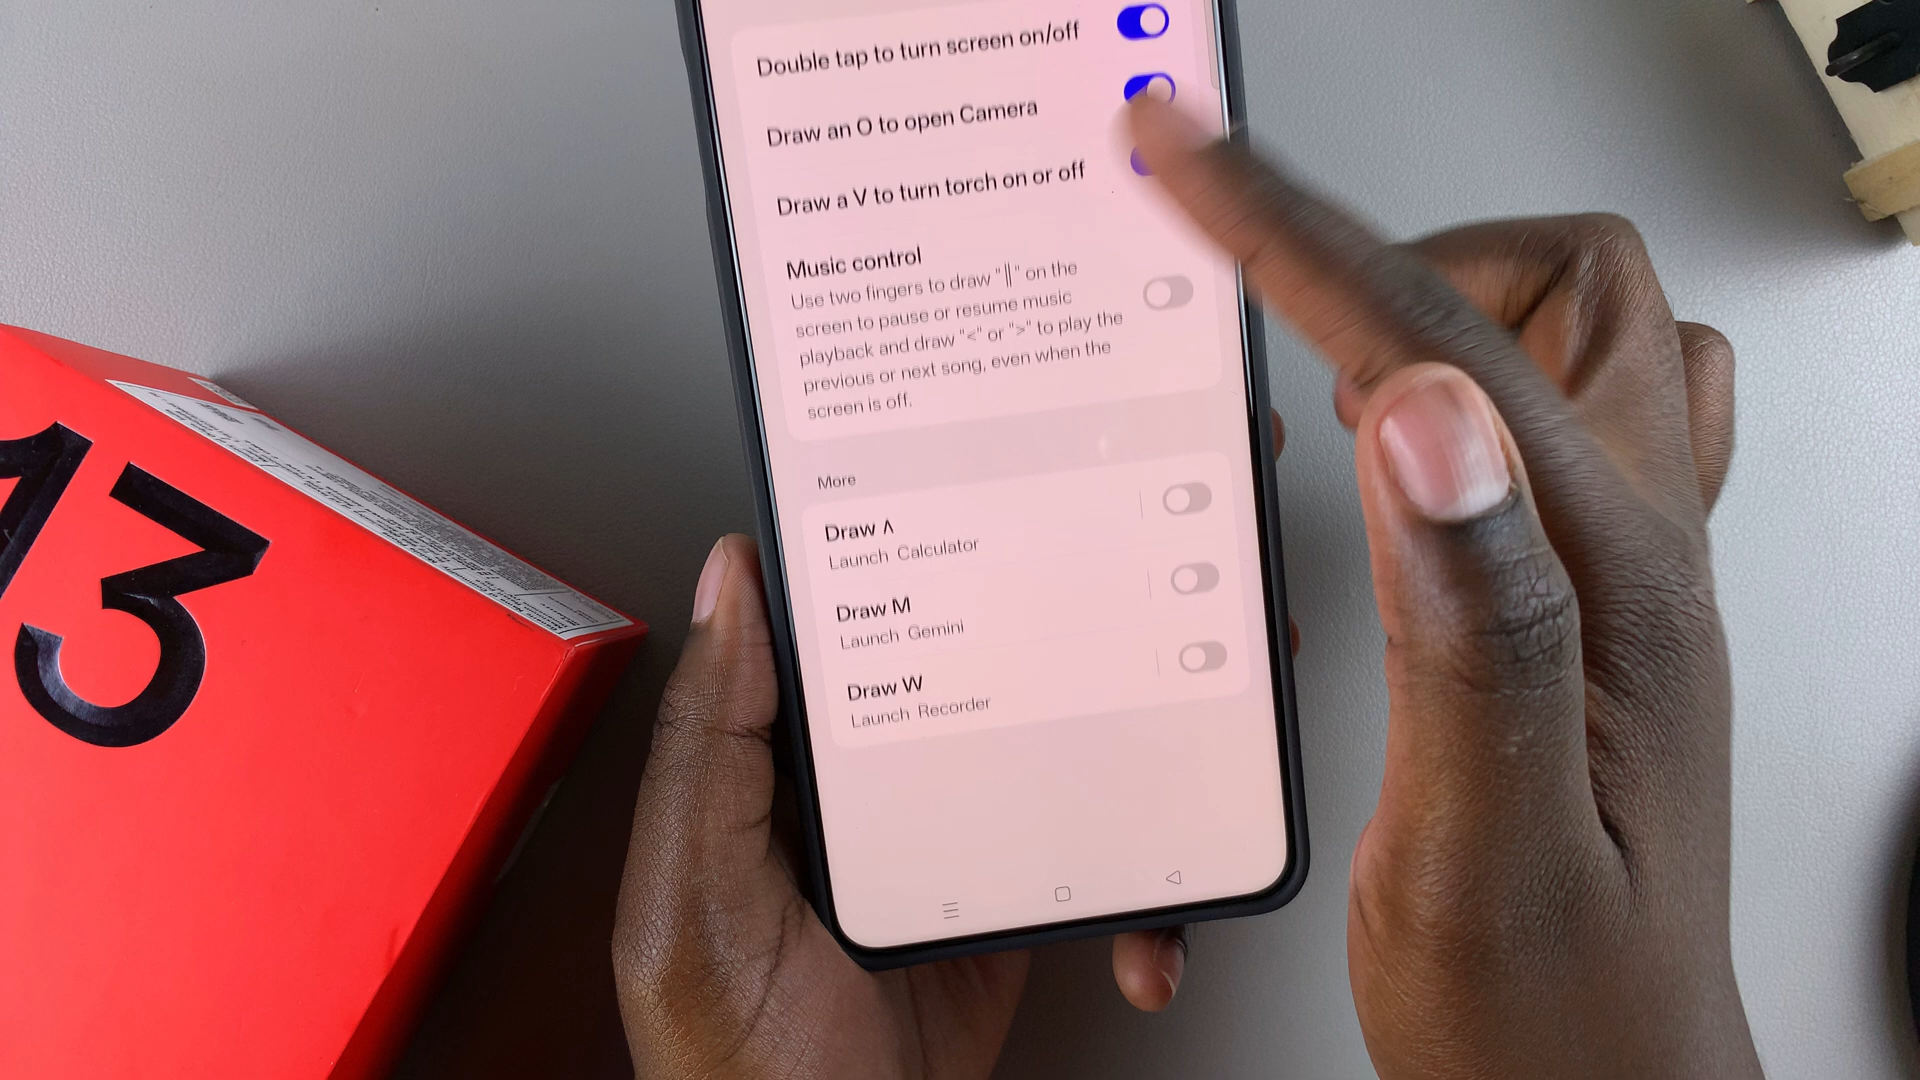 Double tap to turn screen on/off
Draw an O to open Camera
Draw a V to turn torch on or off
Music control
Use two fingers to draw "||" on the
screen to pause or resume music
playback and draw "<" or ">" to play the
previous or next song, even when the
screen is off.
More
Draw Λ
Launch Calculator
Draw M
Launch Gemini
Draw W
Launch Recorder
13